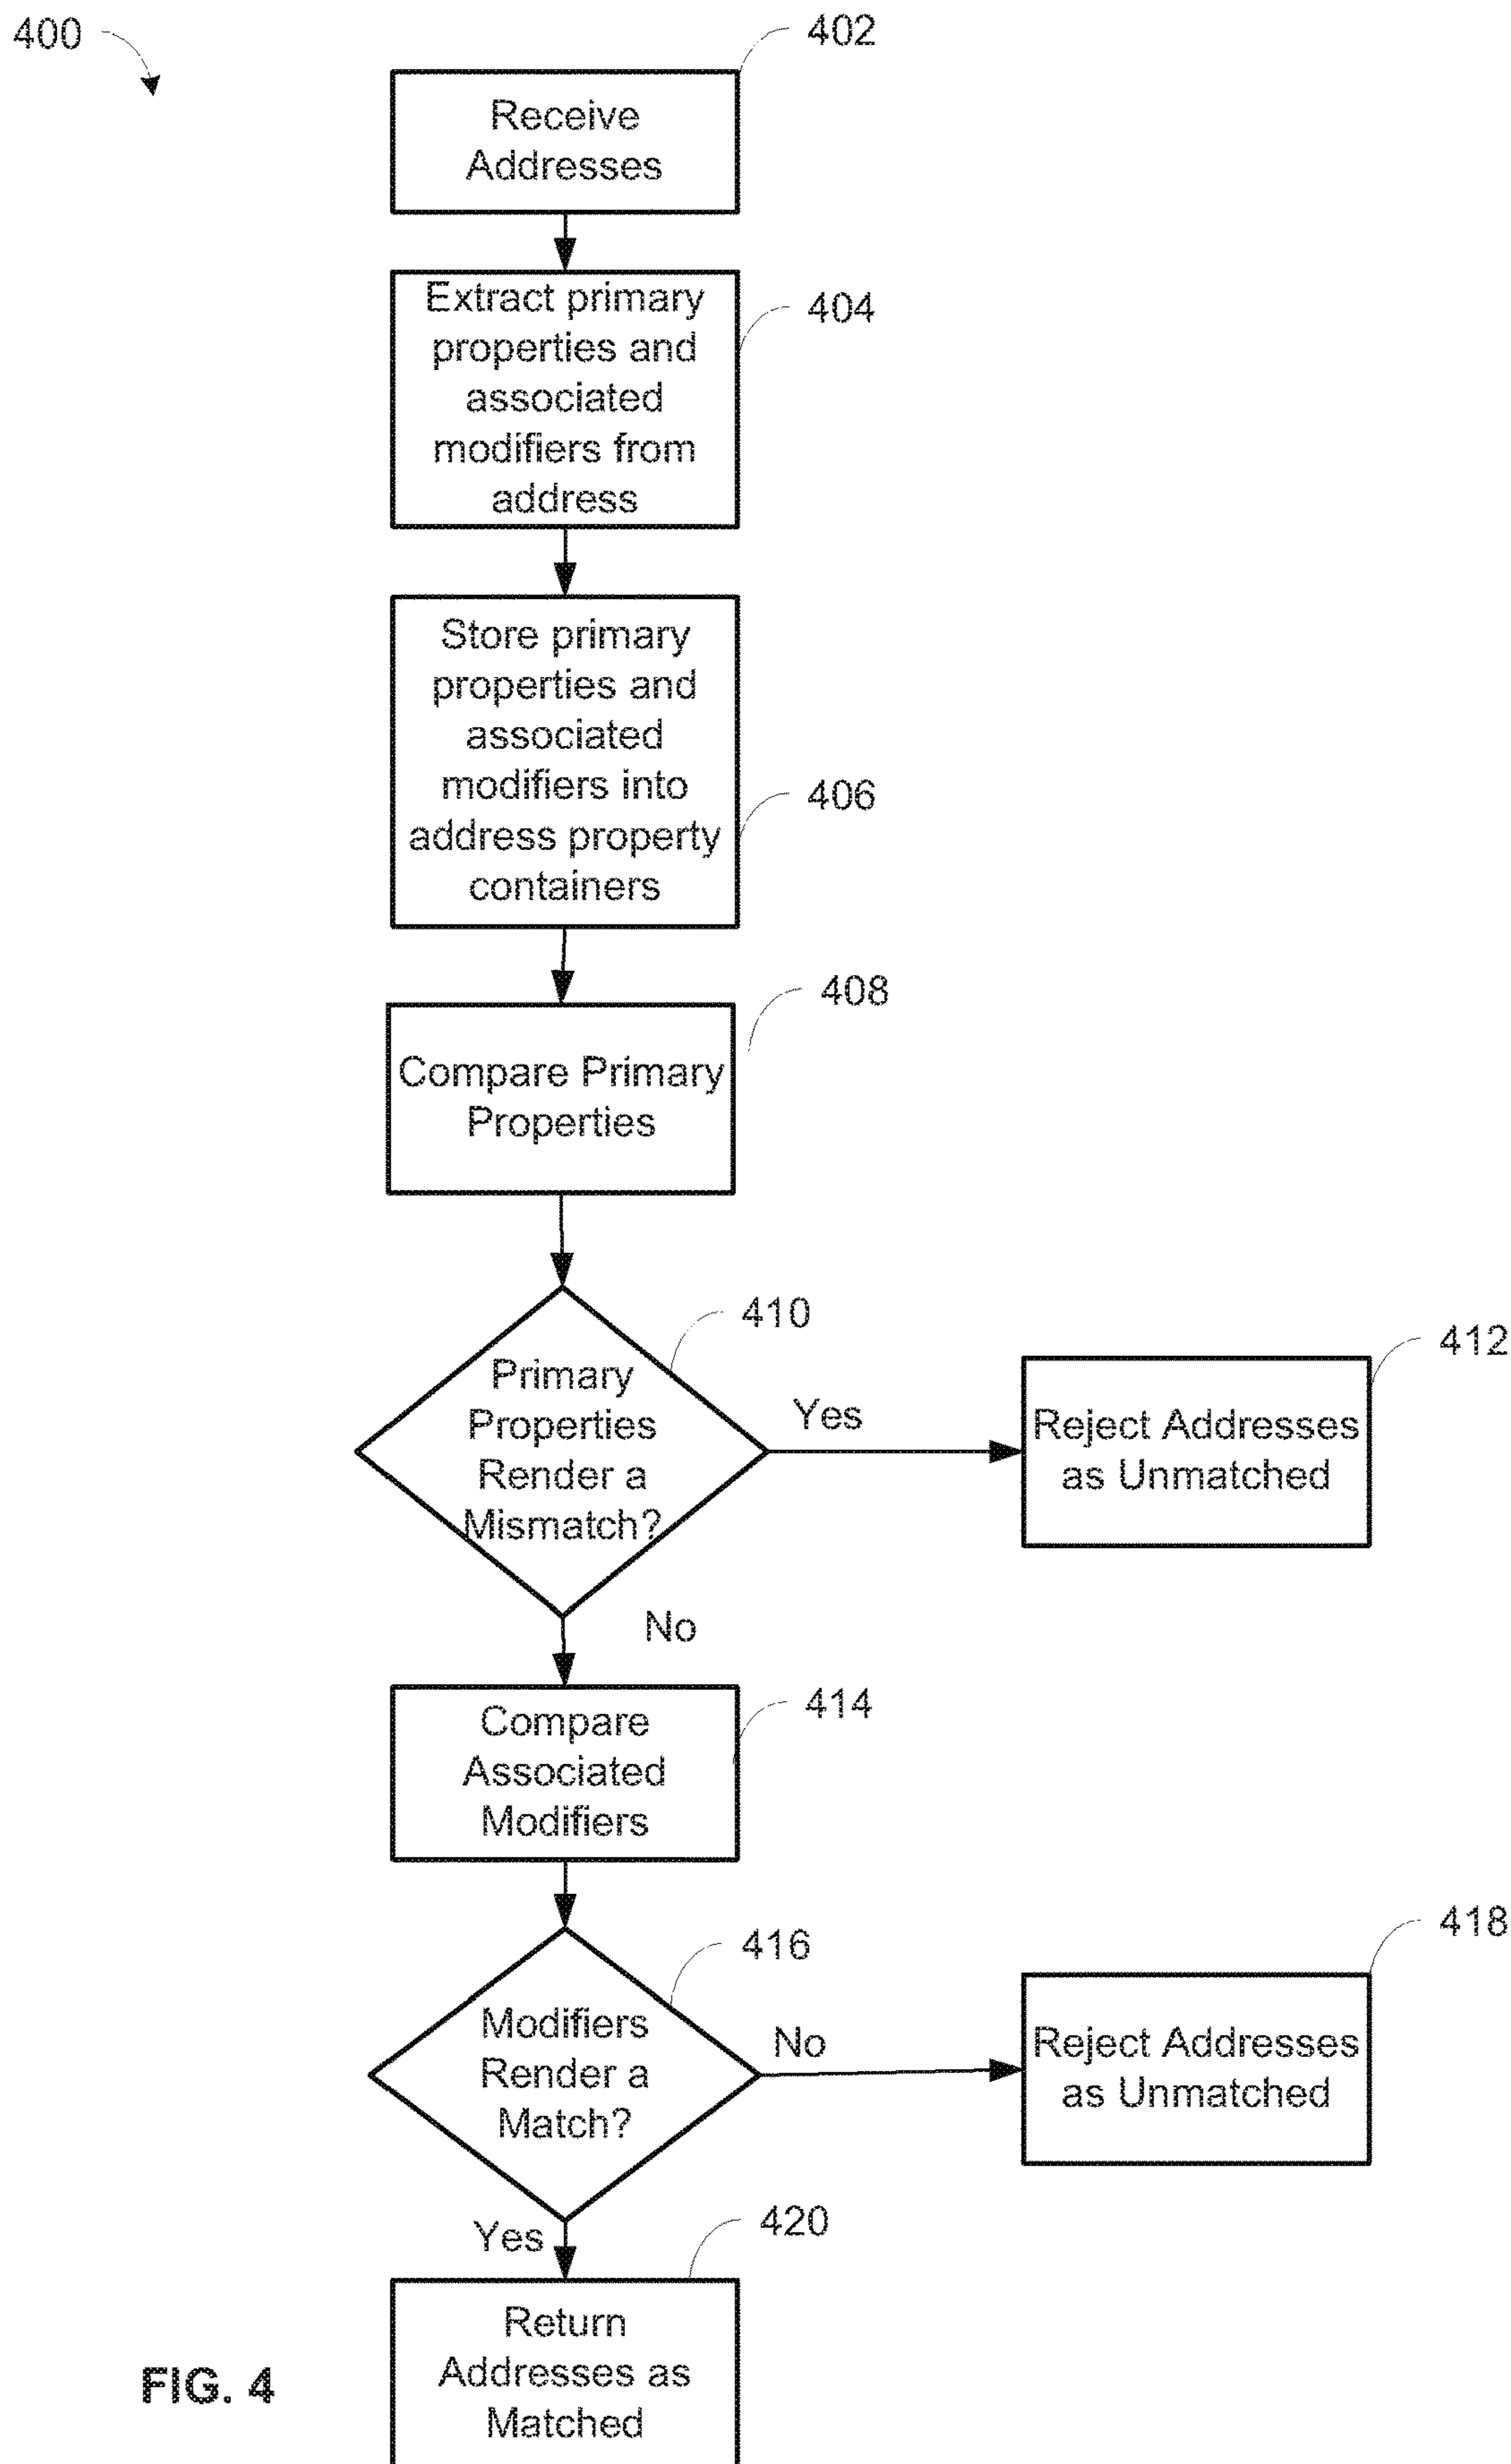 400
402
Receive
Addresses
Extract primary
properties and
associated
modifiers from
address
404
Store primary
properties and
associated
modifiers into
address property
containers
406
408
Compare Primary
Properties
410
Primary
Properties
Render a
Mismatch?
Yes
412
Reject Addresses
as Unmatched
No
414
Compare
Associated
Modifiers
416
Modifiers
Render a
Match?
No
418
Reject Addresses
as Unmatched
Yes
420
Return
Addresses as
Matched
FIG. 4